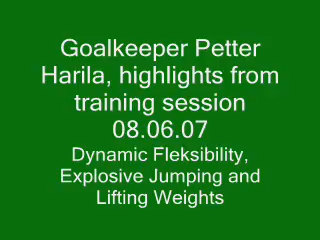 Goalkeeper Petter
Harila, highlights from
training session
08.06.07
Dynamic Fleksibility,
Explosive Jumping and
Lifting Weights